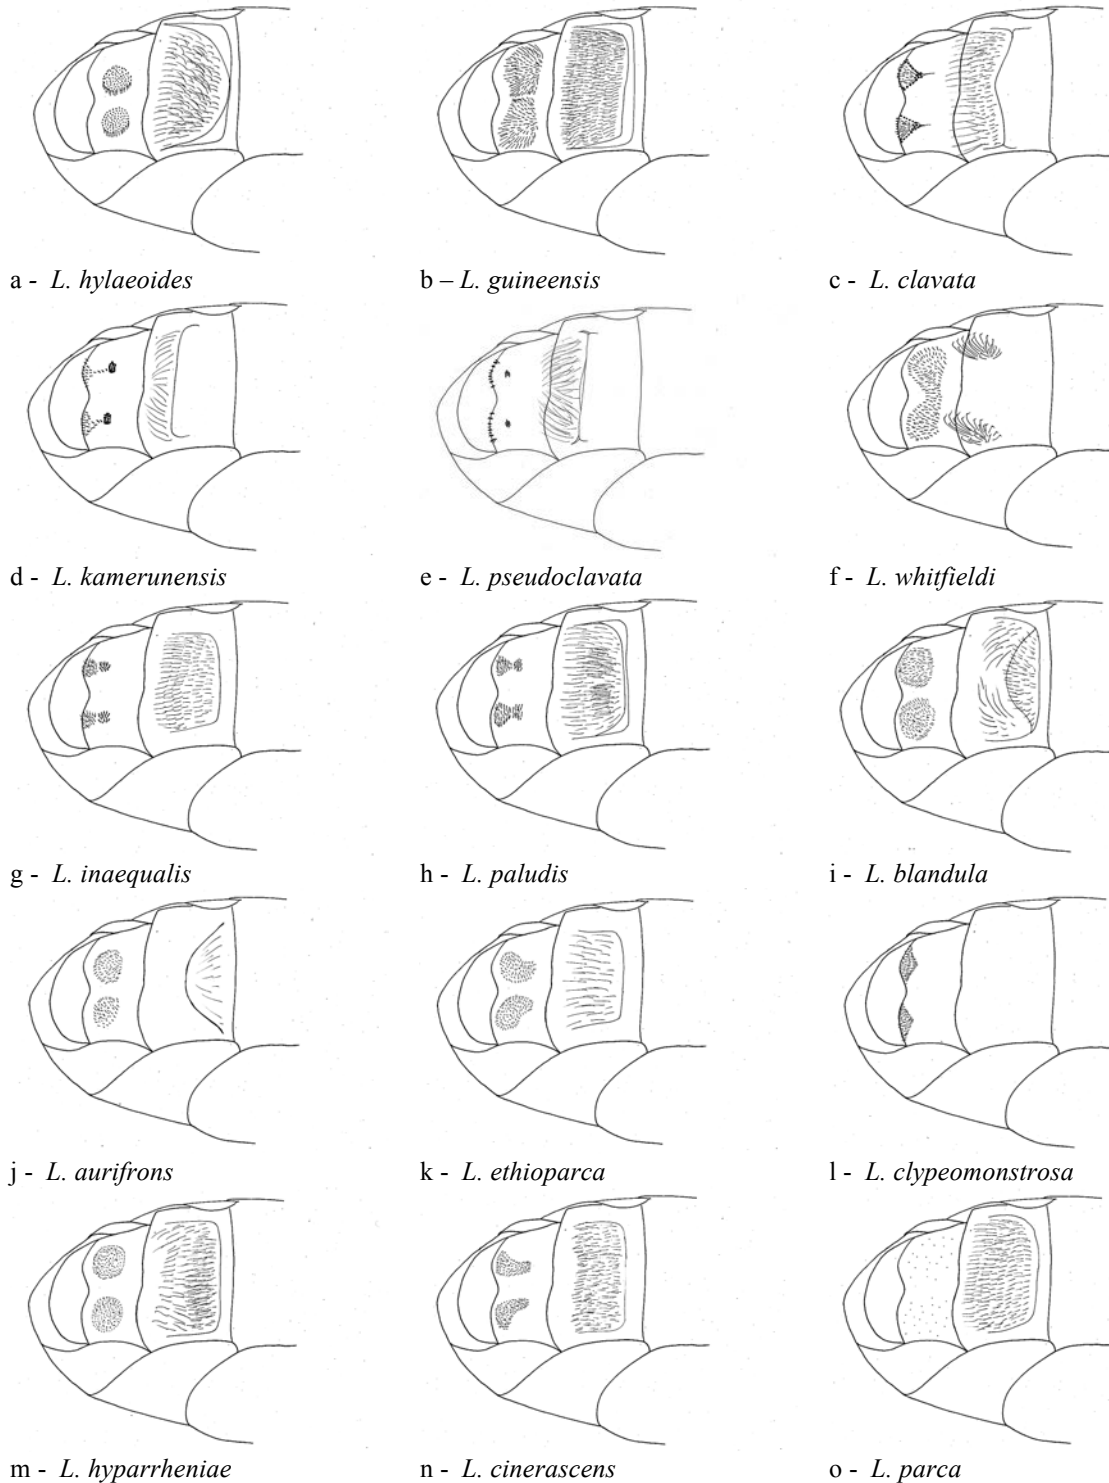 a - L. hylaeoides
b – L. guineensis
c - L. clavata
d - L. kamerunensis
e - L. pseudoclavata
f - L. whitfieldi
g - L. inaequalis
h - L. paludis
i - L. blandula
j - L. aurifrons
k - L. ethioparca
l - L. clypeomonstrosa
m - L. hyparrheniae
n - L. cinerascens
o - L. parca